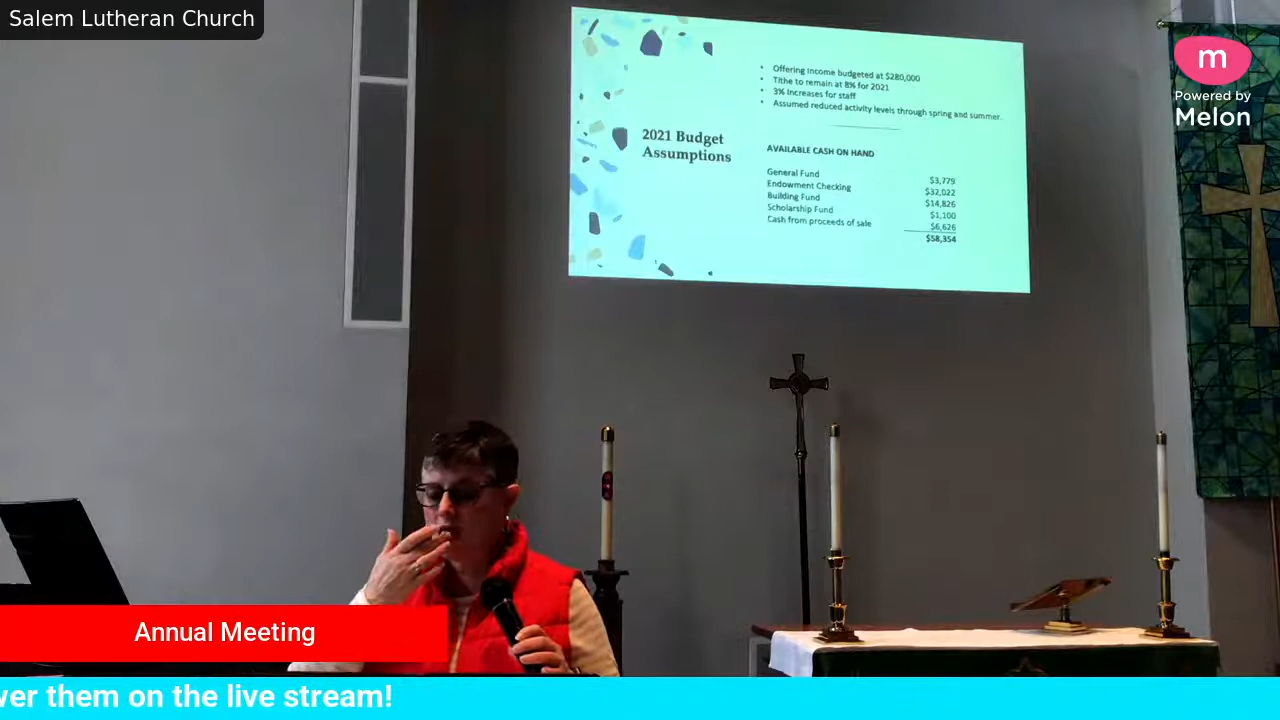 Salem Lutheran Church
m
Powered by
Melon
• Offering Income budgeted at $280,000
• Tithe to remain at 8% for 2021
• 3% Increases for staff
• Assumed reduced activity levels through spring and summer.
2021 Budget
Assumptions
AVAILABLE CASH ON HAND
General Fund $3,779
Endowment Checking $32,022
Building Fund $14,826
Scholarship Fund $1,100
Cash from proceeds of sale $6,626
$58,354
Annual Meeting
wer them on the live stream!